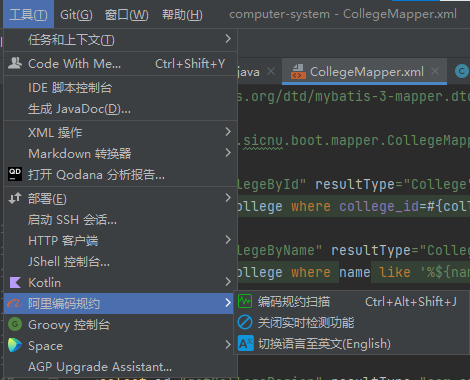 工具(T) Git(G) 窗口(W) 帮助(H) computer-system - CollegeMapper.xml
任务和上下文(T)
Code With Me... Ctrl+Shift+Y
java CollegeMapper.xml
IDE 脚本控制台
s.org/dtd/mybatis-3-mapper.dtd
生成 JavaDoc(D)...
XML 操作
.sicnu.boot.mapper.CollegeMapp
Markdown 转换器
QD 打开 Qodana 分析报告...
llegeById" resultType="College"
部署(E)
ollege where college_id=#{coll
启动 SSH 会话...
HTTP 客户端
llegeByName" resultType="Colleg
JShell 控制台...
ollege where name like '%${nam
Kotlin
阿里编码规约
编码规约扫描 Ctrl+Alt+Shift+J
Groovy 控制台
关闭实时检测功能
Space
切换语言至英文(English)
AGP Upgrade Assistant...